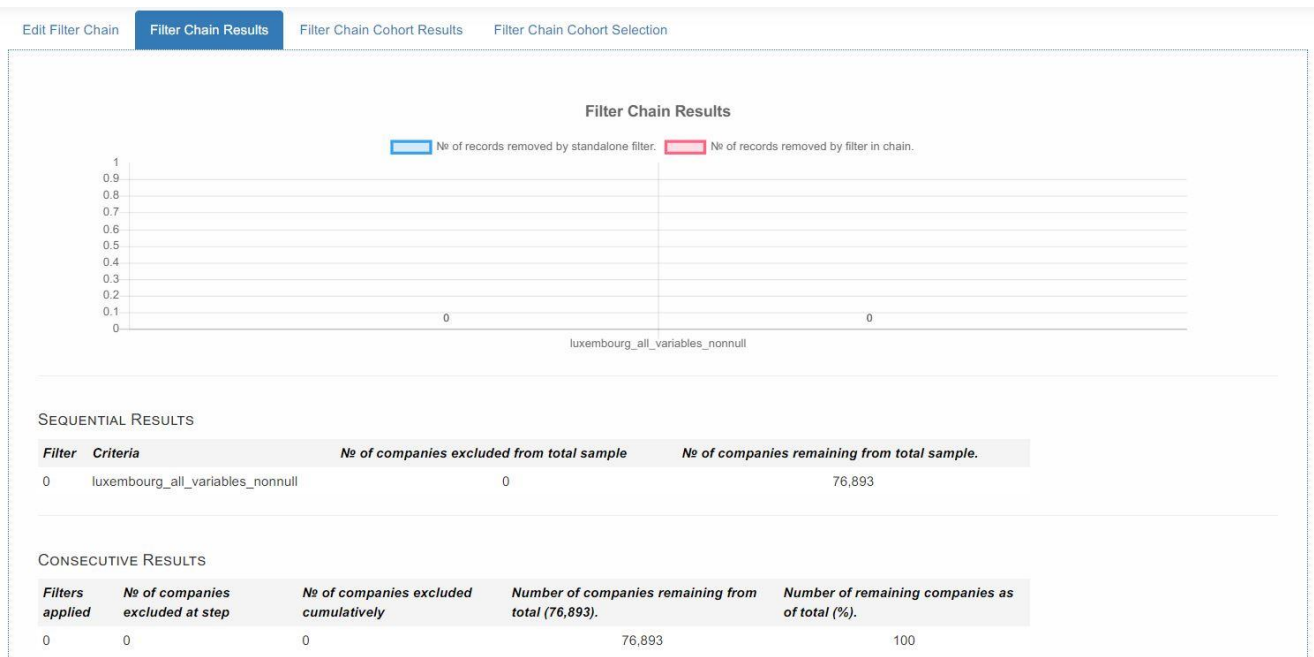 Edit Filter Chain Filter Chain Results Filter Chain Cohort Results Filter Chain Cohort Selection
Filter Chain Results
№ of records removed by standalone filter. № of records removed by filter in chain.
1
0.9
0.8
0.7
0.6
0.5
0.4
0.3
0.2
0.1
0 0
0
luxembourg_all_variables_nonnull
SEQUENTIAL RESULTS
Filter Criteria № of companies excluded from total sample № of companies remaining from total sample.
0 luxembourg_all_variables_nonnull 0 76,893
CONSECUTIVE RESULTS
Filters № of companies № of companies excluded Number of companies remaining from Number of remaining companies as
applied excluded at step cumulatively total (76,893). of total (%).
0 0 0 76,893 100